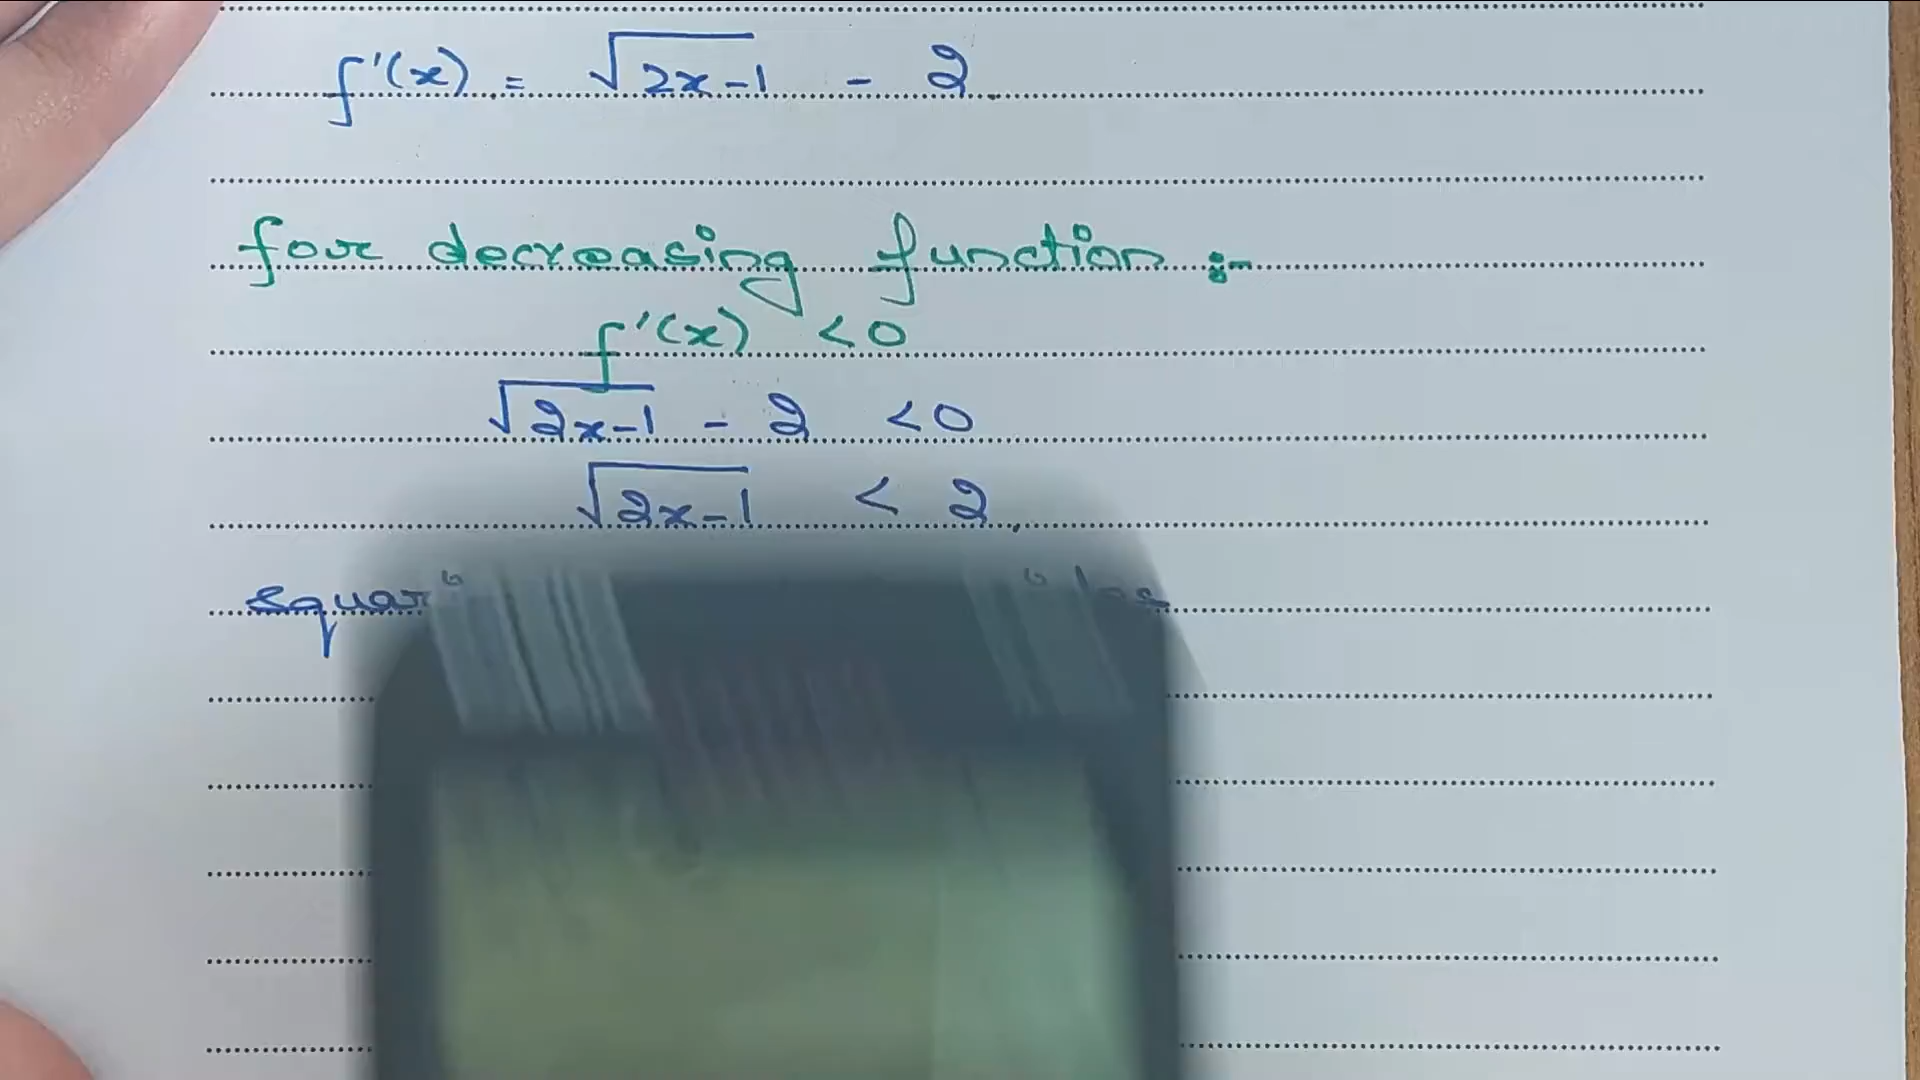 f'(x) = √2x-1 - 2
for decreasing function :-
f'(x) < 0
√2x-1 - 2 < 0
√2x-1 < 2